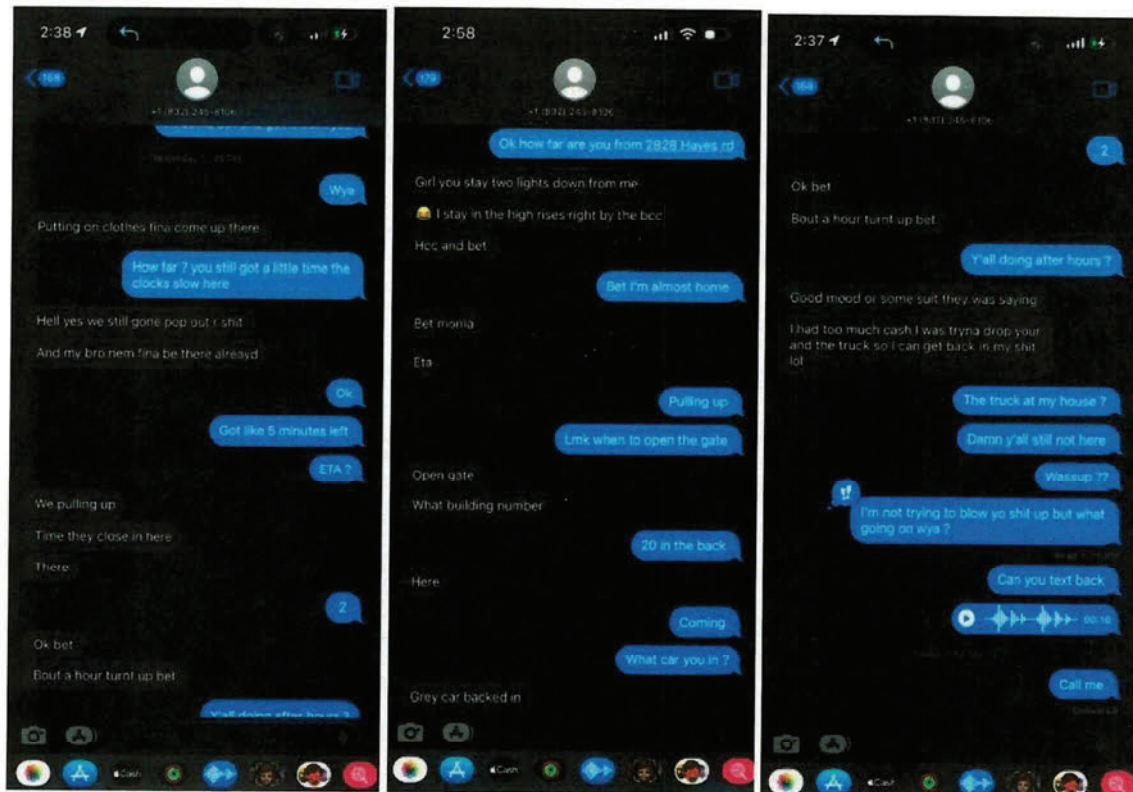 2:38
168
Wye
Putting on clothes fina come up there
How far ? you still got a little time the
clocks slow here
Hell yes we still gone pop out r shit
And my bro nem fina be there alreayd
Ok
Got like 5 minutes left
ETA ?
We pulling up
Time they close in here
There
2
Ok bet
Bout a hour turnt up bet
Y'all doing after hours ?
Cash
2:58
179
Ok how far are you from 2828 Hayes rd
Girl you stay two lights down from me
😂 I stay in the high rises right by the bcc
Hcc and bet
Bet I'm almost home
Bet moma
Eta
Pulling up
Lmk when to open the gate
Open gate
What building number
20 in the back
Here
Coming
What car you in ?
Grey car backed in
Cash
2:37
2
Ok bet
Bout a hour turnt up bet
Y'all doing after hours ?
Good mood or some suit they was saying
I had too much cash I was tryna drop your
and the truck so I can get back in my shit
lol
The truck at my house ?
Damn y'all still not here
Wassup ??
I'm not trying to blow yo shit up but what
going on wya ?
Can you text back
Call me
Cash